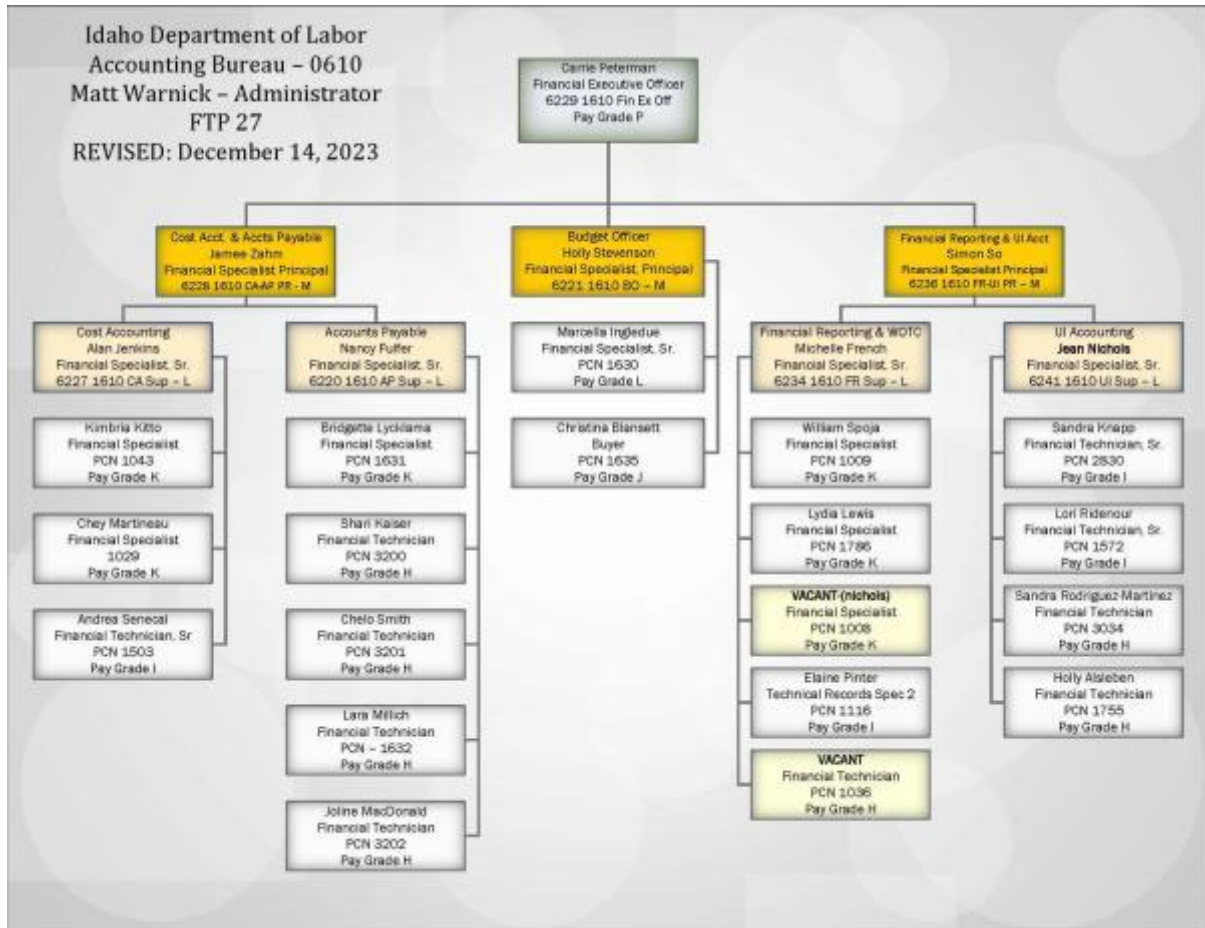 Idaho Department of Labor
Accounting Bureau – 0610
Matt Warnick – Administrator
FTP 27
REVISED: December 14, 2023
Carrie Peterman
Financial Executive Officer
6229 1610 Fin Ex Off
Pay Grade P
Cost Acct. & Accts Payable
Jamee Zahm
Financial Specialist Principal
6228 1610 CA-AP PR - M
Budget Officer
Holly Stevenson
Financial Specialist, Principal
6221 1610 BO – M
Financial Reporting & UI Acct
Simon So
Financial Specialist Principal
6236 1610 FR-UI PR – M
Cost Accounting
Alan Jenkins
Financial Specialist, Sr.
6227 1610 CA Sup – L
Kimbria Kitto
Financial Specialist
PCN 1043
Pay Grade K
Chey Martineau
Financial Specialist
1029
Pay Grade K
Andrea Senecal
Financial Technician, Sr
PCN 1503
Pay Grade I
Accounts Payable
Nancy Fulfer
Financial Specialist, Sr.
6220 1610 AP Sup – L
Bridgette Lycklama
Financial Specialist
PCN 1631
Pay Grade K
Shari Kaiser
Financial Technician
PCN 3200
Pay Grade H
Chelo Smith
Financial Technician
PCN 3201
Pay Grade H
Lara Millich
Financial Technician
PCN – 1632
Pay Grade H
Joline MacDonald
Financial Technician
PCN 3202
Pay Grade H
Marcella Ingledue
Financial Specialist, Sr.
PCN 1630
Pay Grade L
Christina Blansett
Buyer
PCN 1635
Pay Grade J
Financial Reporting & WOTC
Michelle French
Financial Specialist, Sr.
6234 1610 FR Sup – L
William Spoja
Financial Specialist
PCN 1009
Pay Grade K
Lydia Lewis
Financial Specialist
PCN 1786
Pay Grade K
VACANT-(nichols)
Financial Specialist
PCN 1008
Pay Grade K
Elaine Pinter
Technical Records Spec 2
PCN 1116
Pay Grade I
VACANT
Financial Technician
PCN 1036
Pay Grade H
UI Accounting
Jean Nichols
Financial Specialist, Sr.
6241 1610 UI Sup – L
Sandra Knapp
Financial Technician, Sr.
PCN 2830
Pay Grade I
Lori Ridenour
Financial Technician, Sr.
PCN 1572
Pay Grade I
Sandra Rodriguez-Martinez
Financial Technician
PCN 3034
Pay Grade H
Holly Alsleben
Financial Technician
PCN 1755
Pay Grade H